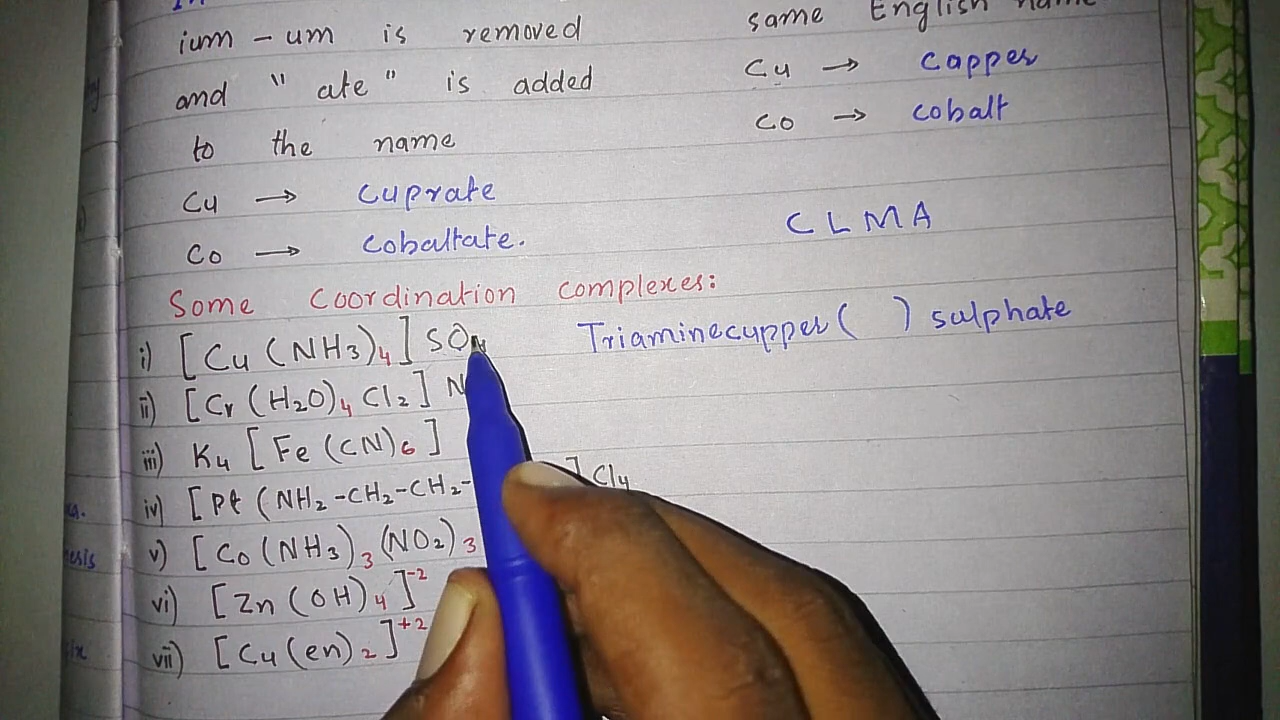 ium - um is removed
and " ate " is added
to the name
Cu → Cuprate
Co → Cobaltate.
same English name
Cu → Capper
Co → Cobalt
CLMA
Some Coordination complexes:
i) [Cu(NH3)4] SO4 Triaminecupper( ) sulphate
ii) [Cr(H2O)4 Cl2] N
iii) K4 [Fe(CN)6]
iv) [Pt (NH2-CH2-CH2- ] Cl4
v) [Co(NH3)3(NO2)3
vi) [Zn(OH)4]-2
vii) [Cu(en)2]+2